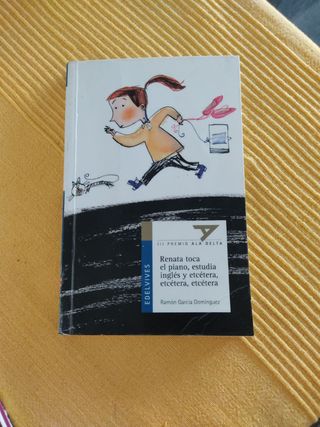 III PREMIO ALA DELTA
Renata toca
el piano, estudia
inglés y etcétera,
etcétera, etcétera
Ramón García Domínguez
EDELVIVES